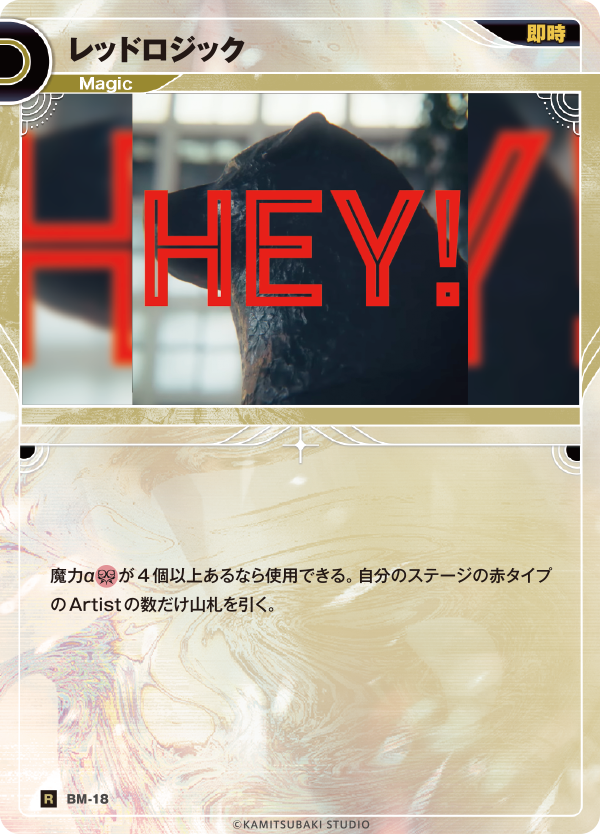 即時
レッドロジック
Magic
HEY!
魔力αが4個以上あるなら使用できる。自分のステージの赤タイプ
のArtistの数だけ山札を引く。
R BM-18
©KAMITSUBAKI STUDIO